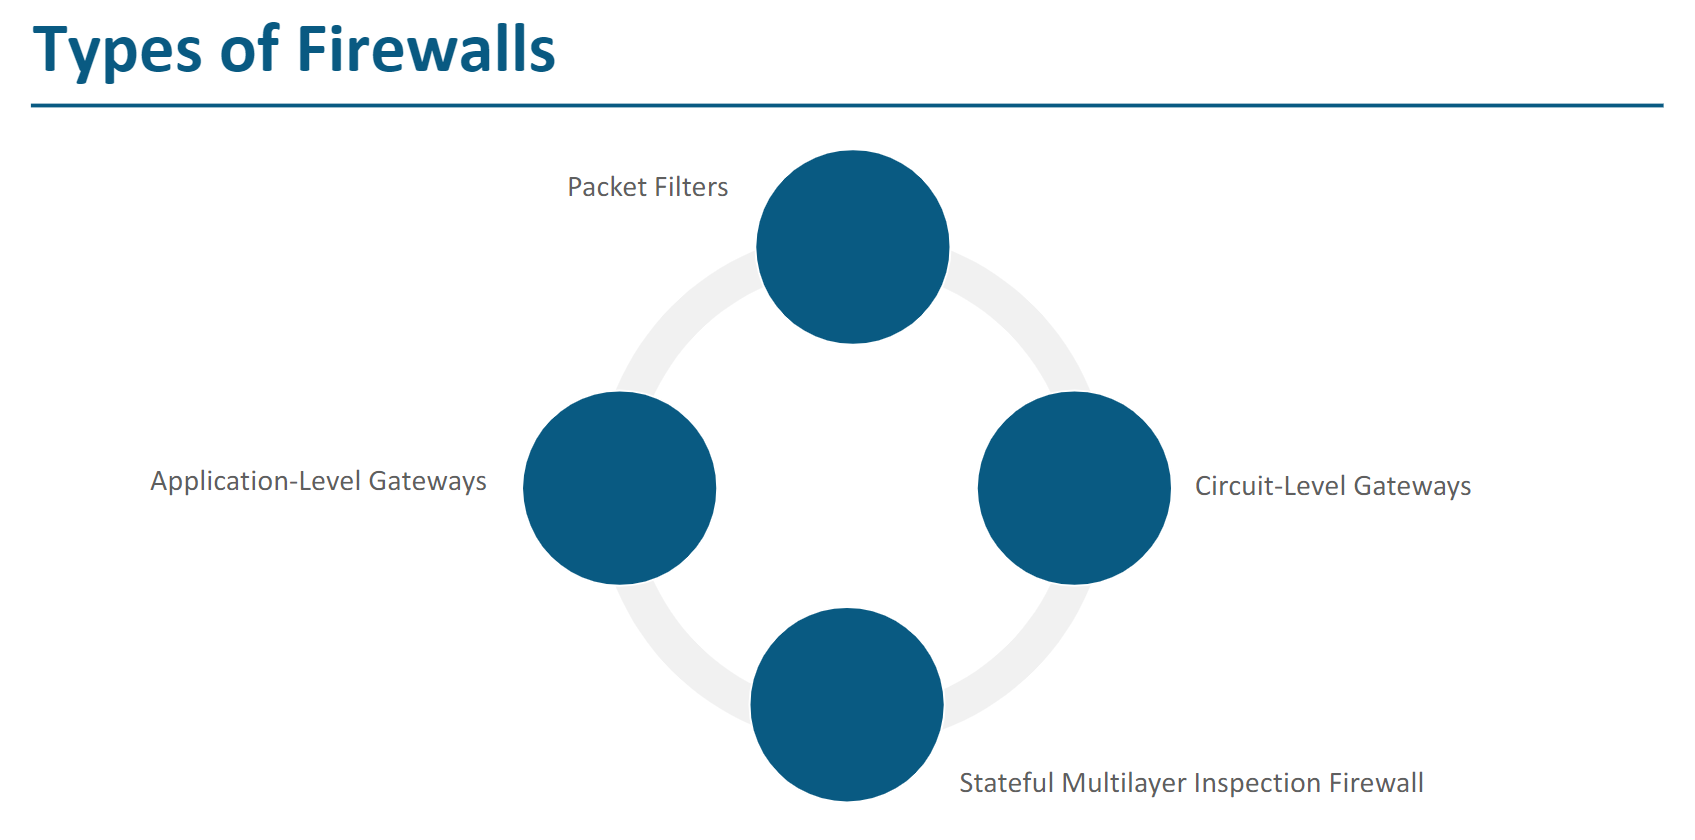 Types of Firewalls
Packet Filters
Application-Level Gateways
Circuit-Level Gateways
Stateful Multilayer Inspection Firewall